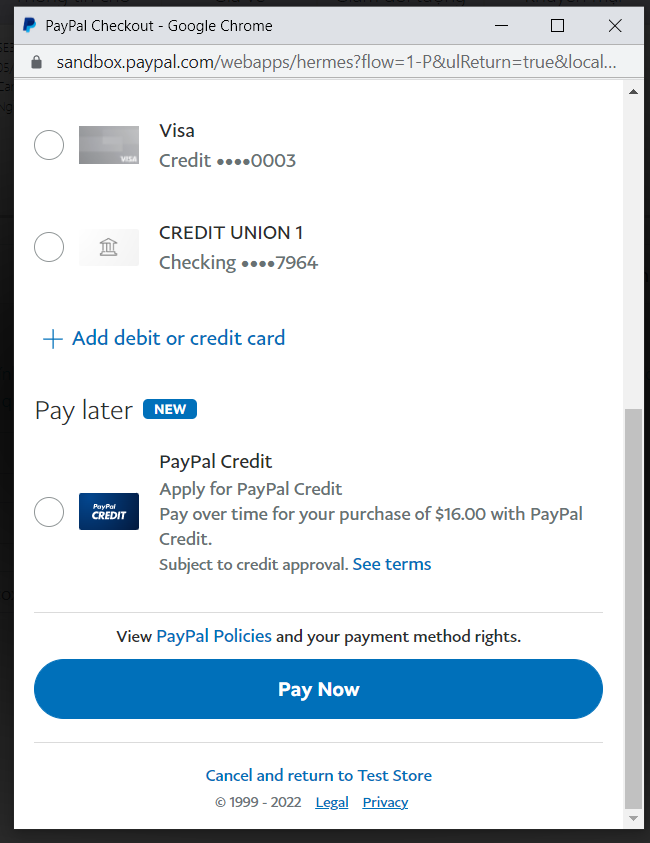 PayPal Checkout - Google Chrome
sandbox.paypal.com/webapps/hermes?flow=1-P&ulReturn=true&local...
Visa
VISA
Credit ••••0003
CREDIT UNION 1
Checking ••••7964
+ Add debit or credit card
Pay later NEW
PayPal Credit
PayPal
CREDIT
Apply for PayPal Credit
Pay over time for your purchase of $16.00 with PayPal
Credit.
Subject to credit approval. See terms
View PayPal Policies and your payment method rights.
Pay Now
Cancel and return to Test Store
© 1999 - 2022 Legal Privacy